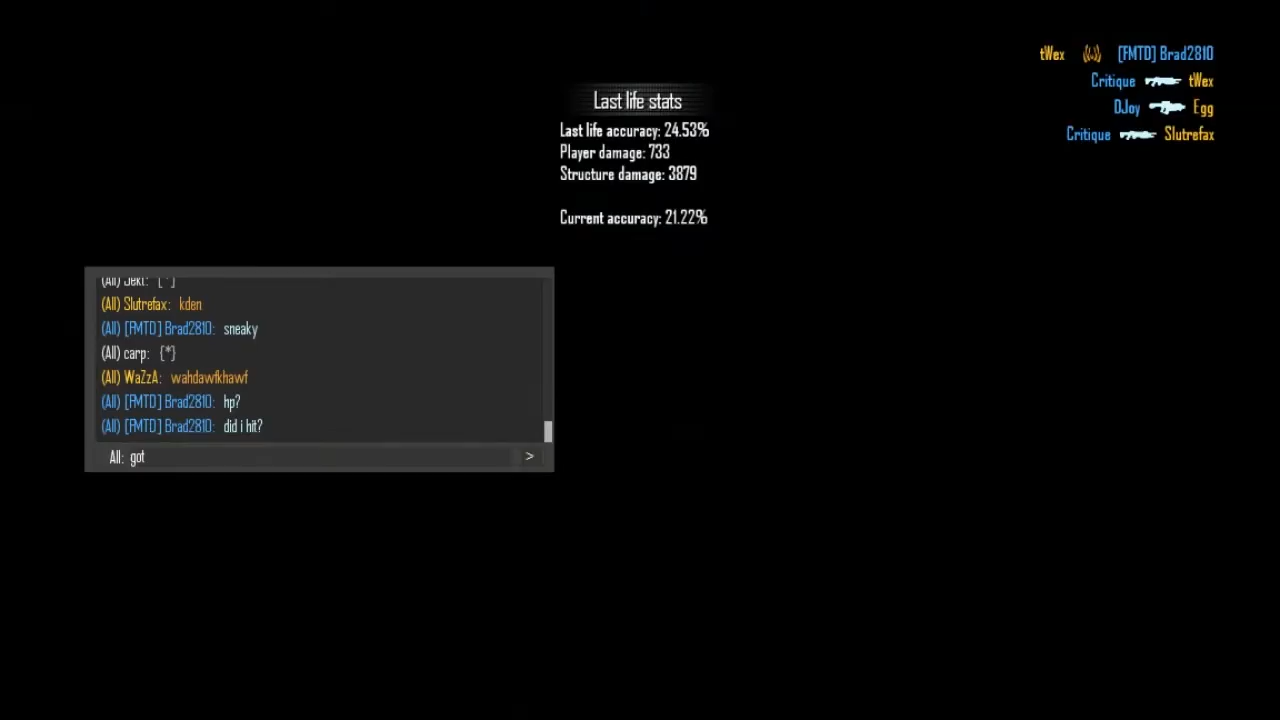 tWex [FMTD] Brad2810
Critique tWex
DJoy Egg
Critique Slutrefax
Last life stats
Last life accuracy: 24.53%
Player damage: 733
Structure damage: 3879
Current accuracy: 21.22%
(All) Jekt: [*]
(All) Slutrefax: kden
(All) [FMTD] Brad2810: sneaky
(All) carp: {*}
(All) WaZzA: wahdawfkhawf
(All) [FMTD] Brad2810: hp?
(All) [FMTD] Brad2810: did i hit?
All: got >